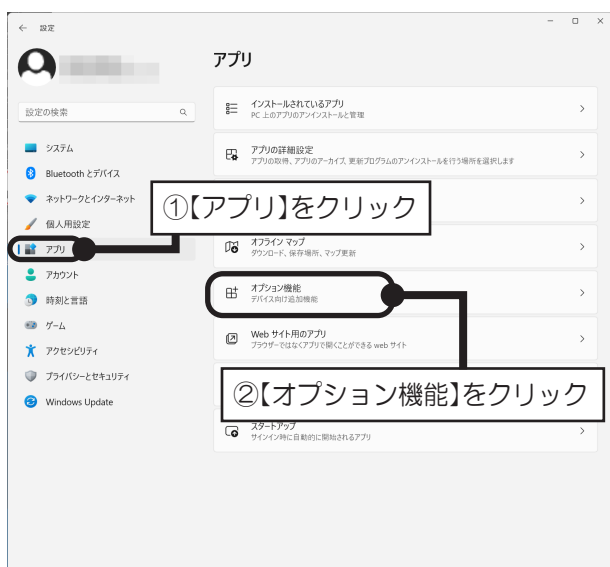 ← 設定
アプリ
設定の検索
システム
Bluetooth とデバイス
ネットワークとインターネット
個人用設定
アプリ
アカウント
時刻と言語
ゲーム
アクセシビリティ
プライバシーとセキュリティ
Windows Update
インストールされているアプリ
PC 上のアプリのアンインストールと管理
アプリの詳細設定
アプリの取得、アプリのアーカイブ、更新プログラムのアンインストールを行う場所を選択します
①【アプリ】をクリック
オフライン マップ
ダウンロード、保存場所、マップ更新
オプション機能
デバイス向け追加機能
Web サイト用のアプリ
ブラウザーではなくアプリで開くことができる web サイト
②【オプション機能】をクリック
スタートアップ
サインイン時に自動的に開始されるアプリ